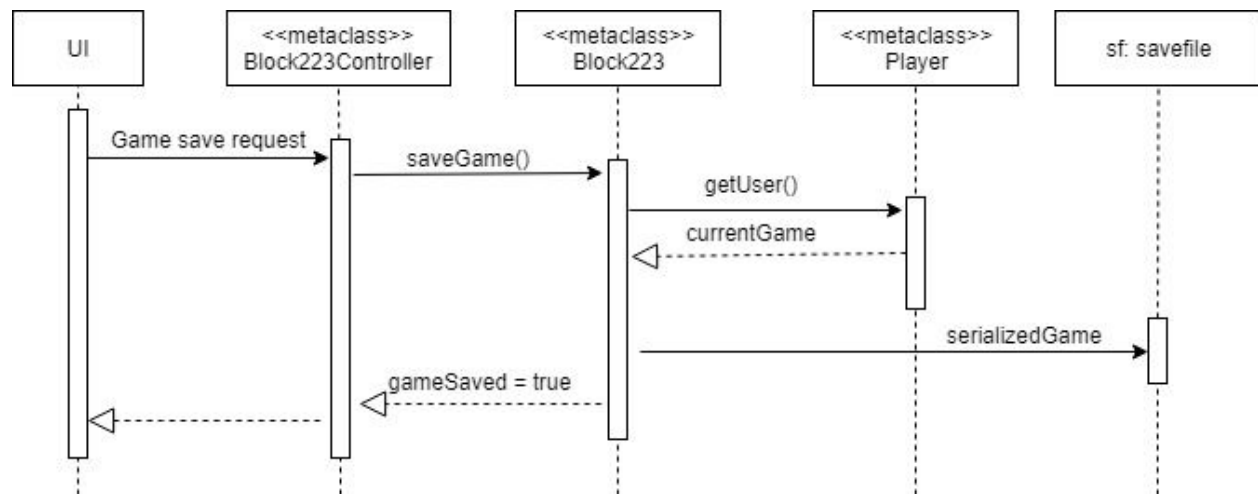 UI
<<metaclass>>
Block223Controller
<<metaclass>>
Block223
<<metaclass>>
Player
sf: savefile
Game save request
saveGame()
getUser()
currentGame
serializedGame
gameSaved = true